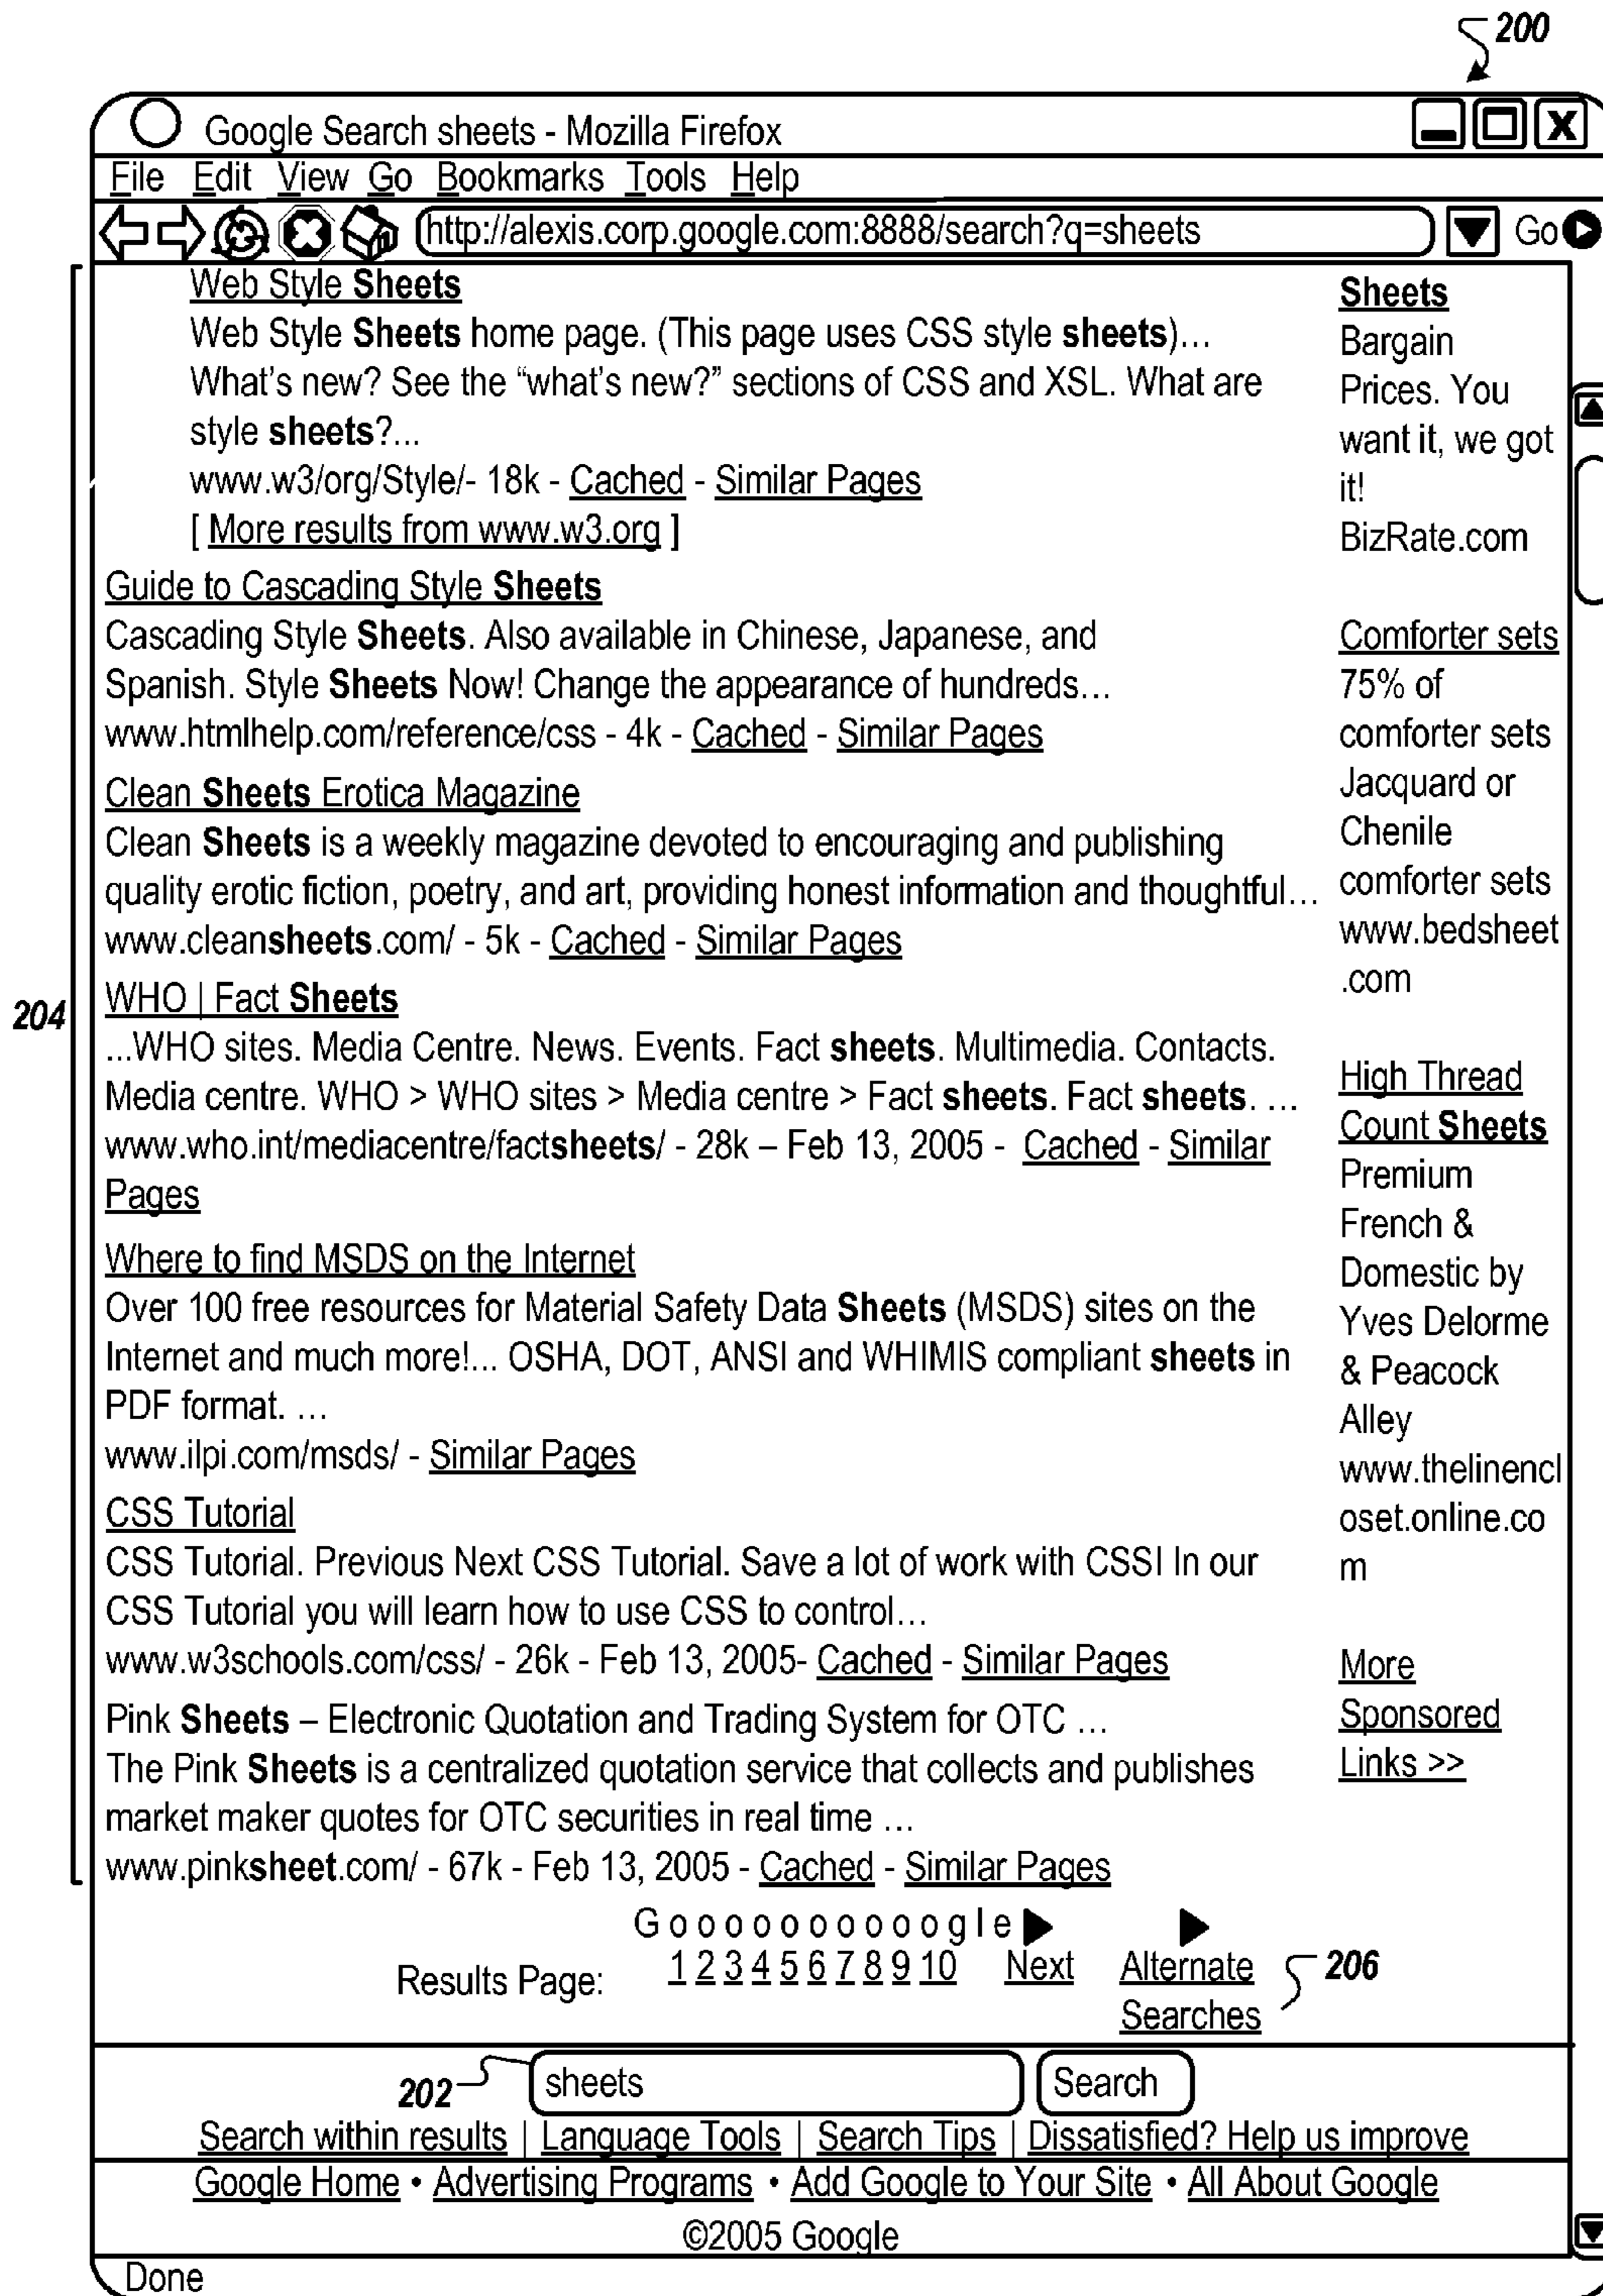 200
Google Search sheets - Mozilla Firefox
File Edit View Go Bookmarks Tools Help
http://alexis.corp.google.com:8888/search?q=sheets Go
Web Style Sheets
Web Style Sheets home page. (This page uses CSS style sheets)...
What's new? See the “what's new?” sections of CSS and XSL. What are
style sheets?...
www.w3/org/Style/- 18k - Cached - Similar Pages
[ More results from www.w3.org ]
Guide to Cascading Style Sheets
Cascading Style Sheets. Also available in Chinese, Japanese, and
Spanish. Style Sheets Now! Change the appearance of hundreds...
www.htmlhelp.com/reference/css - 4k - Cached - Similar Pages
Clean Sheets Erotica Magazine
Clean Sheets is a weekly magazine devoted to encouraging and publishing
quality erotic fiction, poetry, and art, providing honest information and thoughtful...
www.cleansheets.com/ - 5k - Cached - Similar Pages
204
WHO | Fact Sheets
...WHO sites. Media Centre. News. Events. Fact sheets. Multimedia. Contacts.
Media centre. WHO > WHO sites > Media centre > Fact sheets. Fact sheets. ...
www.who.int/mediacentre/factsheets/ - 28k – Feb 13, 2005 - Cached - Similar
Pages
Where to find MSDS on the Internet
Over 100 free resources for Material Safety Data Sheets (MSDS) sites on the
Internet and much more!... OSHA, DOT, ANSI and WHIMIS compliant sheets in
PDF format. ...
www.ilpi.com/msds/ - Similar Pages
CSS Tutorial
CSS Tutorial. Previous Next CSS Tutorial. Save a lot of work with CSSI In our
CSS Tutorial you will learn how to use CSS to control...
www.w3schools.com/css/ - 26k - Feb 13, 2005- Cached - Similar Pages
Pink Sheets – Electronic Quotation and Trading System for OTC ...
The Pink Sheets is a centralized quotation service that collects and publishes
market maker quotes for OTC securities in real time ...
www.pinksheet.com/ - 67k - Feb 13, 2005 - Cached - Similar Pages
Sheets
Bargain
Prices. You
want it, we got
it!
BizRate.com
Comforter sets
75% of
comforter sets
Jacquard or
Chenile
comforter sets
www.bedsheet
.com
High Thread
Count Sheets
Premium
French &
Domestic by
Yves Delorme
& Peacock
Alley
www.thelinencl
oset.online.co
m
More
Sponsored
Links >>
G o o o o o o o o o o g l e
Results Page: 1 2 3 4 5 6 7 8 9 10 Next Alternate
Searches
206
202
sheets Search
Search within results | Language Tools | Search Tips | Dissatisfied? Help us improve
Google Home • Advertising Programs • Add Google to Your Site • All About Google
©2005 Google
Done